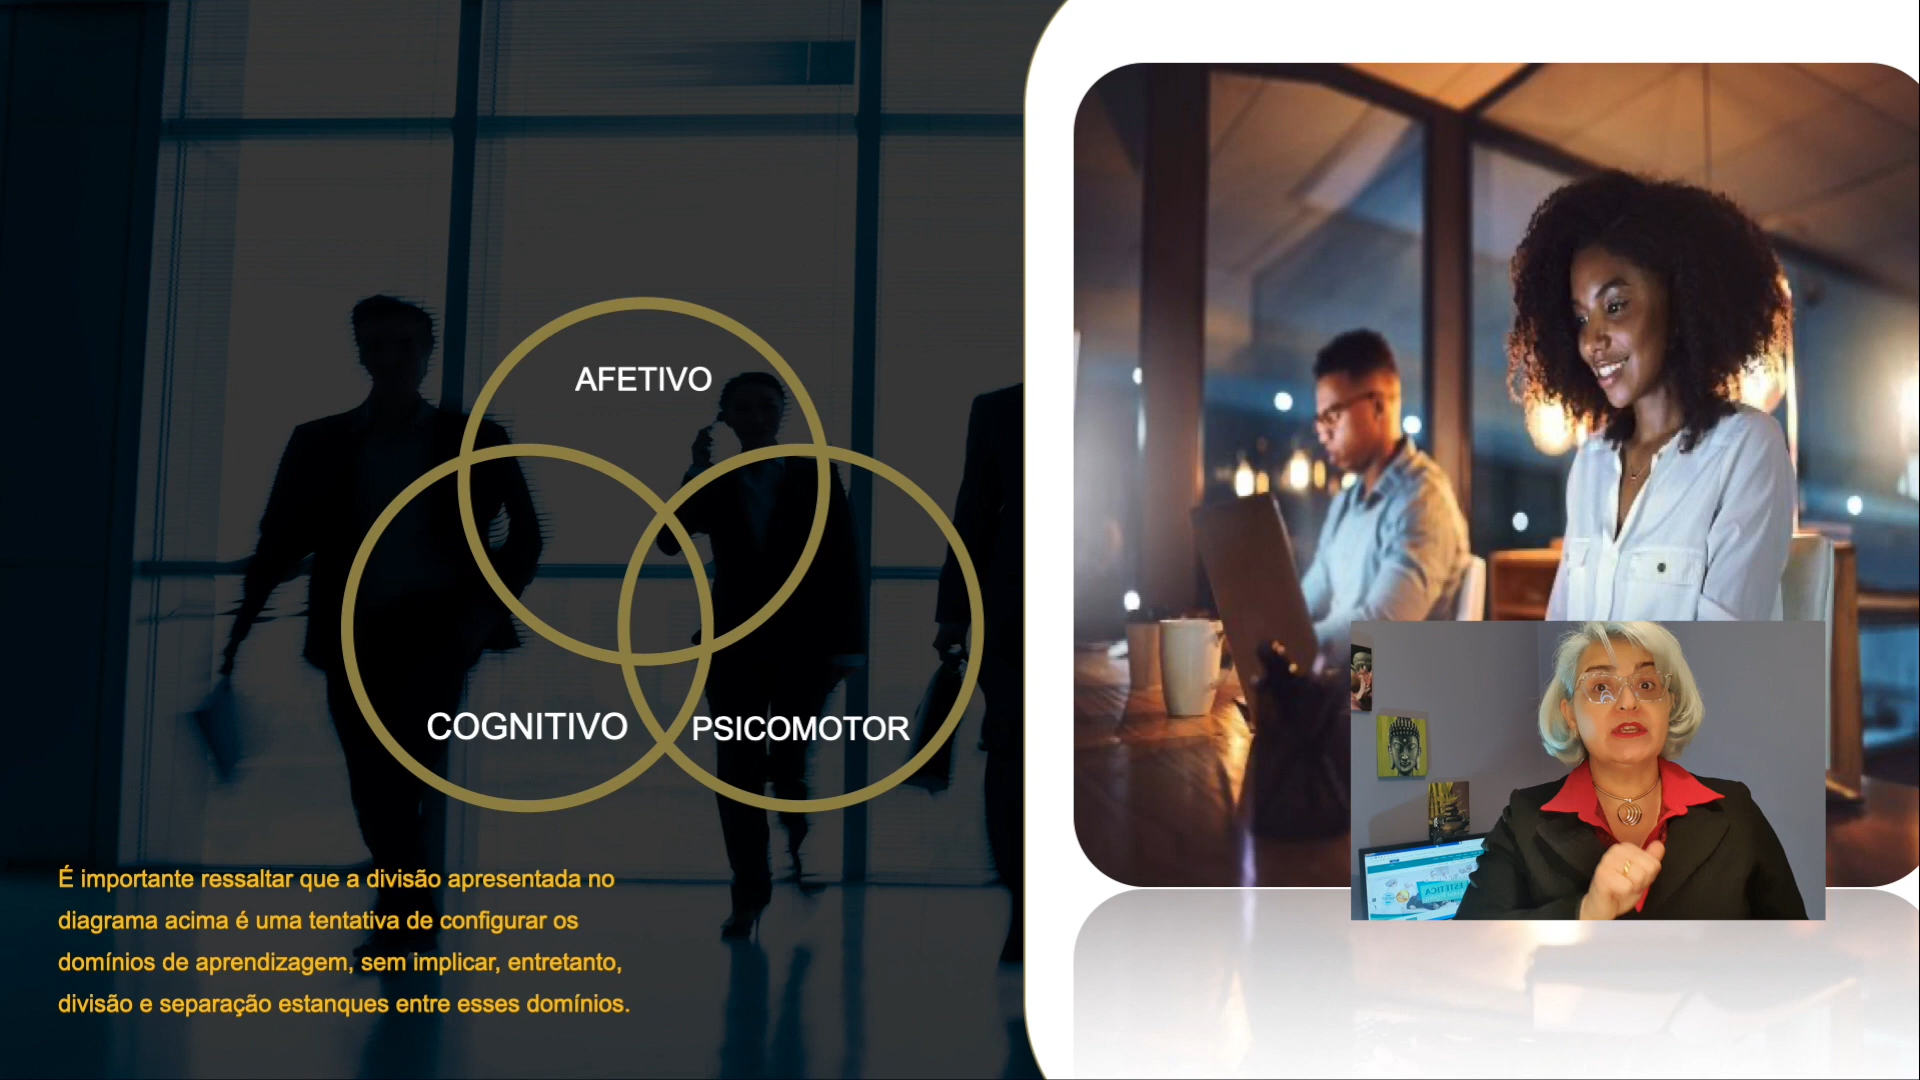 AFETIVO
COGNITIVO
PSICOMOTOR
É importante ressaltar que a divisão apresentada no
diagrama acima é uma tentativa de configurar os
domínios de aprendizagem, sem implicar, entretanto,
divisão e separação estanques entre esses domínios.